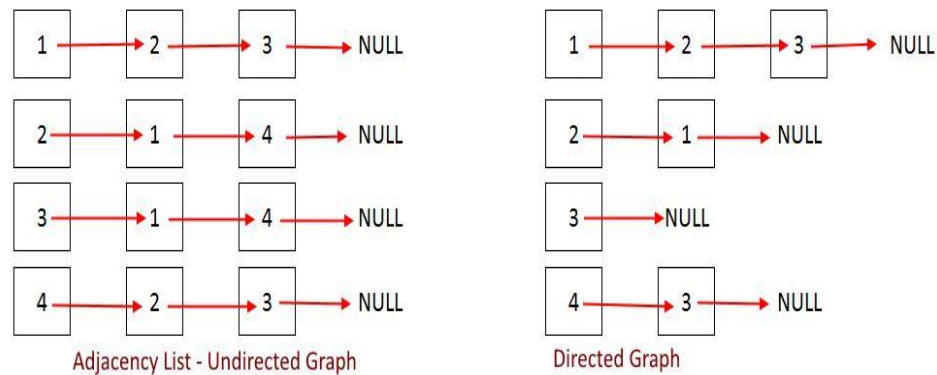 1 2 3 NULL 1 2 3 NULL
2 1 4 NULL 2 1 NULL
3 1 4 NULL 3 NULL
4 2 3 NULL 4 3 NULL
Adjacency List - Undirected Graph Directed Graph